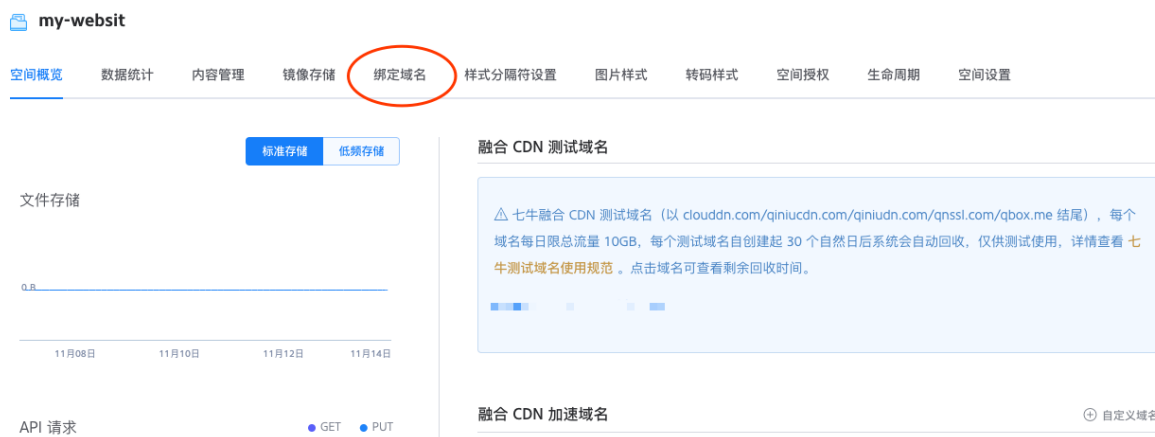 my-websit
空间概览 数据统计 内容管理 镜像存储 绑定域名 样式分隔符设置 图片样式 转码样式 空间授权 生命周期 空间设置
标准存储 低频存储
文件存储
0 B
11月08日 11月10日 11月12日 11月14日
API 请求 GET PUT
融合 CDN 测试域名
七牛融合 CDN 测试域名（以 clouddn.com/qiniucdn.com/qiniudn.com/qnssl.com/qbox.me 结尾），每个
域名每日限总流量 10GB，每个测试域名自创建起 30 个自然日后系统会自动回收，仅供测试使用，详情查看 七
牛测试域名使用规范 。点击域名可查看剩余回收时间。
融合 CDN 加速域名 自定义域名